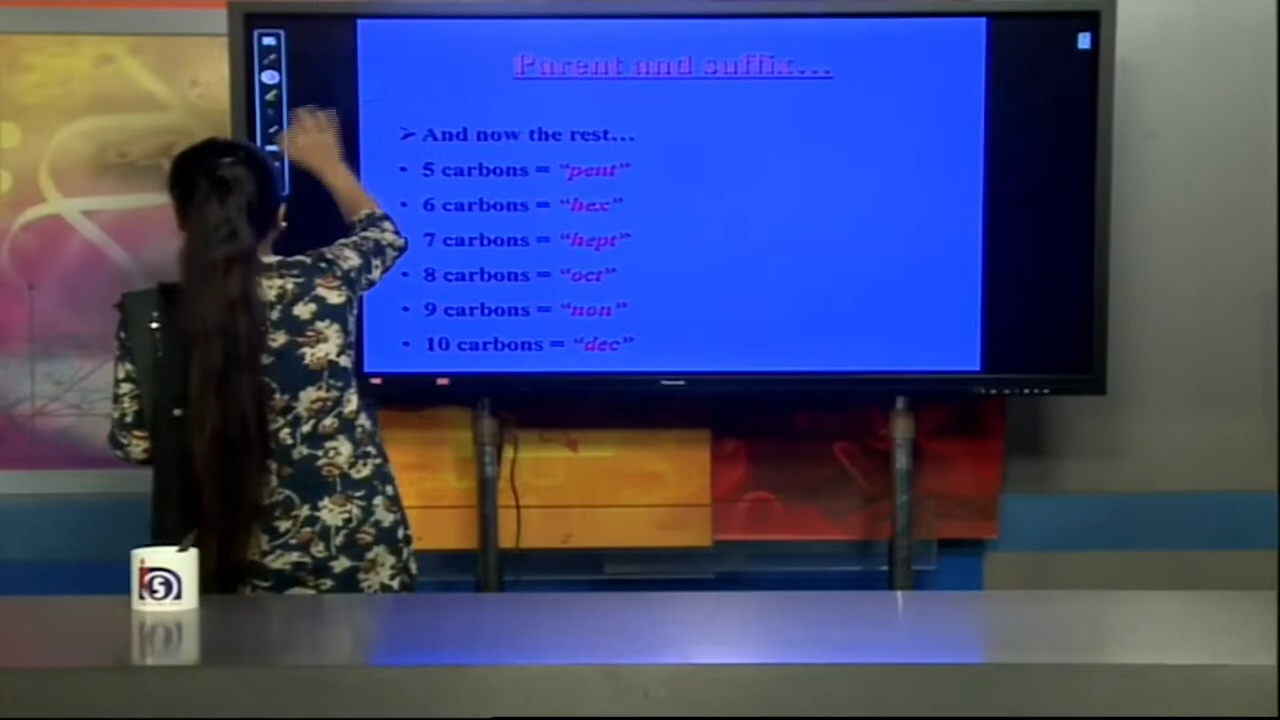 Parent and suffix...
➢ And now the rest...
• 5 carbons = “pent”
• 6 carbons = “hex”
• 7 carbons = “hept”
• 8 carbons = “oct”
• 9 carbons = “non”
• 10 carbons = “dec”
5